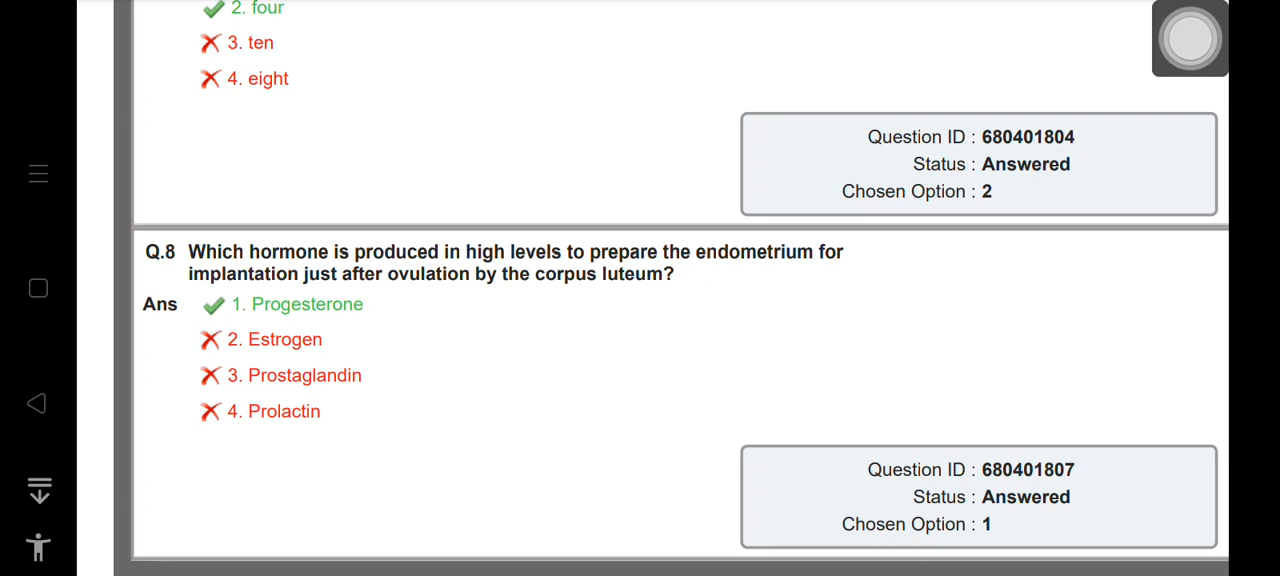 2. four
3. ten
4. eight
Question ID : 680401804
Status : Answered
Chosen Option : 2
Q.8 Which hormone is produced in high levels to prepare the endometrium for
implantation just after ovulation by the corpus luteum?
Ans 1. Progesterone
2. Estrogen
3. Prostaglandin
4. Prolactin
Question ID : 680401807
Status : Answered
Chosen Option : 1